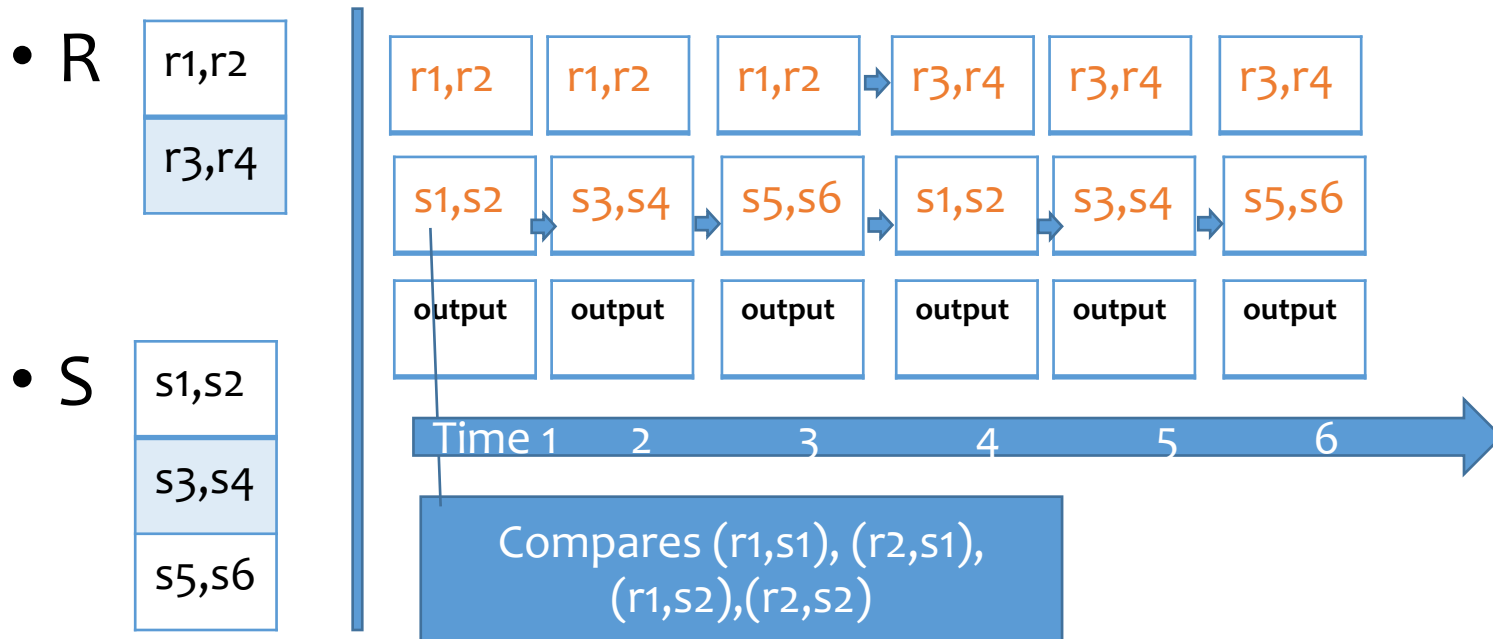 • R
r1,r2
r3,r4
• S
s1,s2
s3,s4
s5,s6
r1,r2 r1,r2 r1,r2 r3,r4 r3,r4 r3,r4
s1,s2 s3,s4 s5,s6 s1,s2 s3,s4 s5,s6
output output output output output output
Time 1 2 3 4 5 6
Compares (r1,s1), (r2,s1),
(r1,s2),(r2,s2)